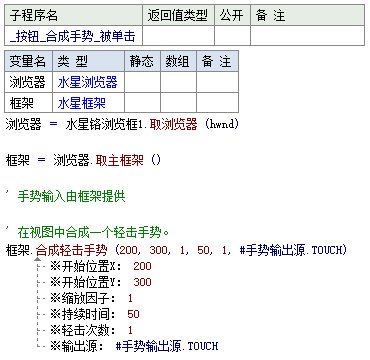 子程序名 返回值类型 公开 备 注
_按钮_合成手势_被单击
变量名 类 型 静态 数组 备 注
浏览器 水星浏览器
框架 水星框架
浏览器 = 水星铬浏览框1.取浏览器 (hwnd)
框架 = 浏览器.取主框架 ()
' 手势输入由框架提供
' 在视图中合成一个轻击手势。
框架.合成轻击手势 (200, 300, 1, 50, 1, #手势输出源.TOUCH)
※开始位置X: 200
※开始位置Y: 300
※缩放因子: 1
※持续时间: 50
※轻击次数: 1
※输出源: #手势输出源.TOUCH